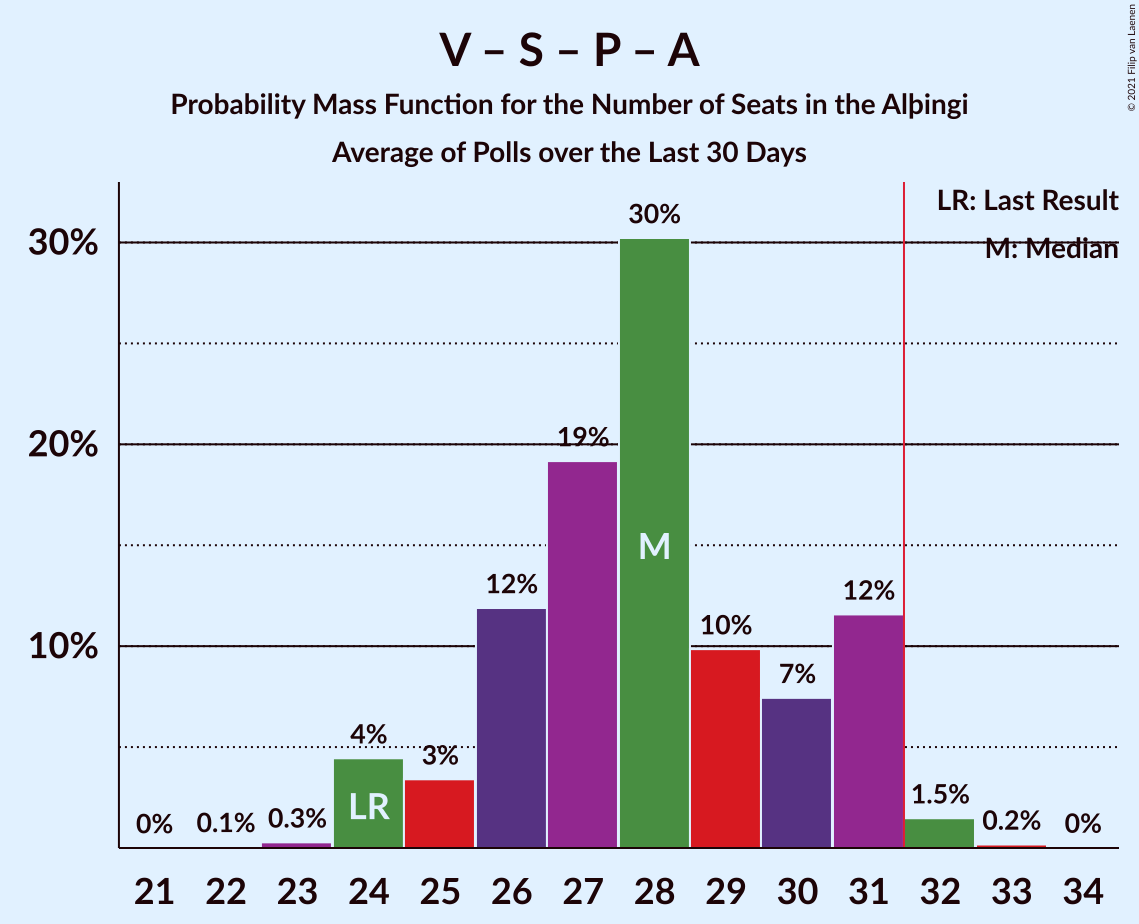 V – S – P – A
Probability Mass Function for the Number of Seats in the Alþingi
Average of Polls over the Last 30 Days
© 2021 Filip van Laenen
LR: Last Result
M: Median
30%
20%
10%
0%
0.1%
0.3%
4%
3%
12%
19%
30%
10%
7%
12%
1.5%
0.2%
0%
LR
M
21 22 23 24 25 26 27 28 29 30 31 32 33 34